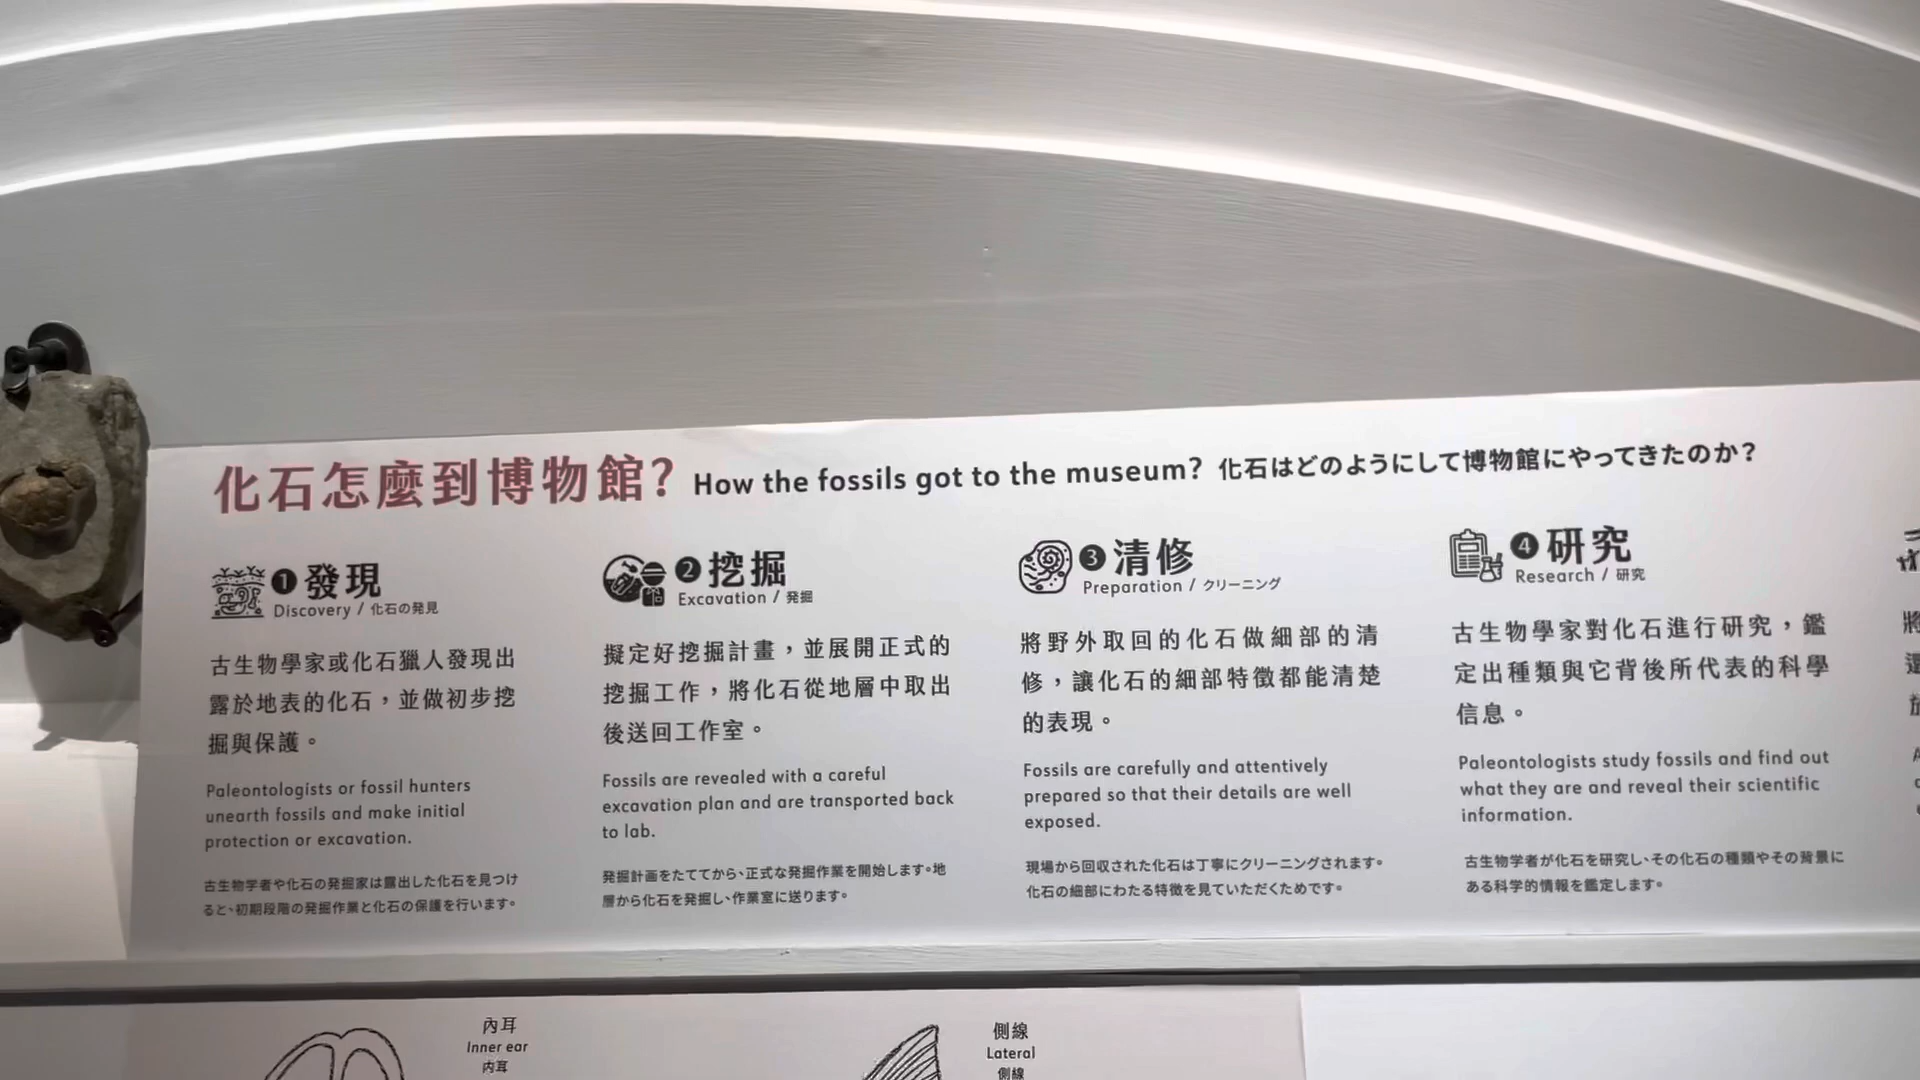 化石怎麼到博物館? How the fossils got to the museum? 化石はどのようにして博物館にやってきたのか?
1 發現
Discovery / 化石の発見
古生物學家或化石獵人發現出
露於地表的化石，並做初步挖
掘與保護。
Paleontologists or fossil hunters
unearth fossils and make initial
protection or excavation.
古生物学者や化石の発掘家は露出した化石を見つけ
ると、初期段階の発掘作業と化石の保護を行います。
2 挖掘
Excavation / 発掘
擬定好挖掘計畫，並展開正式的
挖掘工作，將化石從地層中取出
後送回工作室。
Fossils are revealed with a careful
excavation plan and are transported back
to lab.
発掘計画をたててから、正式な発掘作業を開始します。地
層から化石を発掘し、作業室に送ります。
3 清修
Preparation / クリーニング
將野外取回的化石做細部的清
修，讓化石的細部特徵都能清楚
的表現。
Fossils are carefully and attentively
prepared so that their details are well
exposed.
現場から回収された化石は丁寧にクリーニングされます。
化石の細部にわたる特徴を見ていただくためです。
4 研究
Research / 研究
古生物學家對化石進行研究，鑑
定出種類與它背後所代表的科學
信息。
Paleontologists study fossils and find out
what they are and reveal their scientific
information.
古生物学者が化石を研究し、その化石の種類やその背景に
ある科学的情報を鑑定します。
內耳
Inner ear
内耳
側線
Lateral
側線